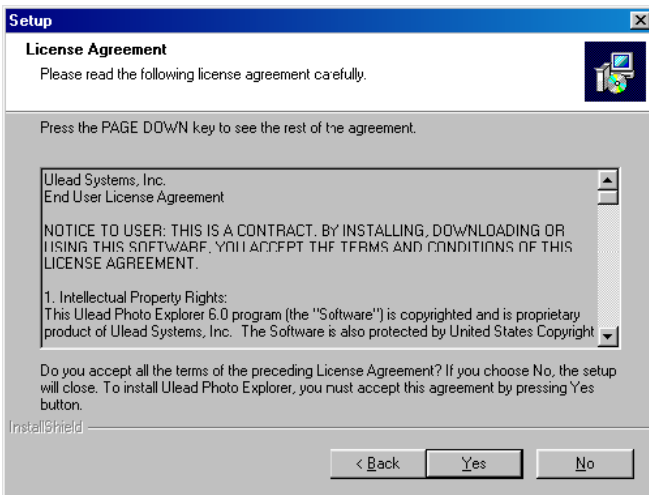 Setup
License Agreement
Please read the following license agreement carefully.
Press the PAGE DOWN key to see the rest of the agreement.
Ulead Systems, Inc.
End User License Agreement
NOTICE TO USER: THIS IS A CONTRACT. BY INSTALLING, DOWNLOADING OR
USING THIS SOFTWARE, YOU ACCEPT THE TERMS AND CONDITIONS OF THIS
LICENSE AGREEMENT.
1. Intellectual Property Rights:
This Ulead Photo Explorer 6.0 program (the "Software") is copyrighted and is proprietary
product of Ulead Systems, Inc.  The Software is also protected by United States Copyright
Do you accept all the terms of the preceding License Agreement? If you choose No, the setup
will close. To install Ulead Photo Explorer, you must accept this agreement by pressing Yes
button.
InstallShield
< Back
Yes
No